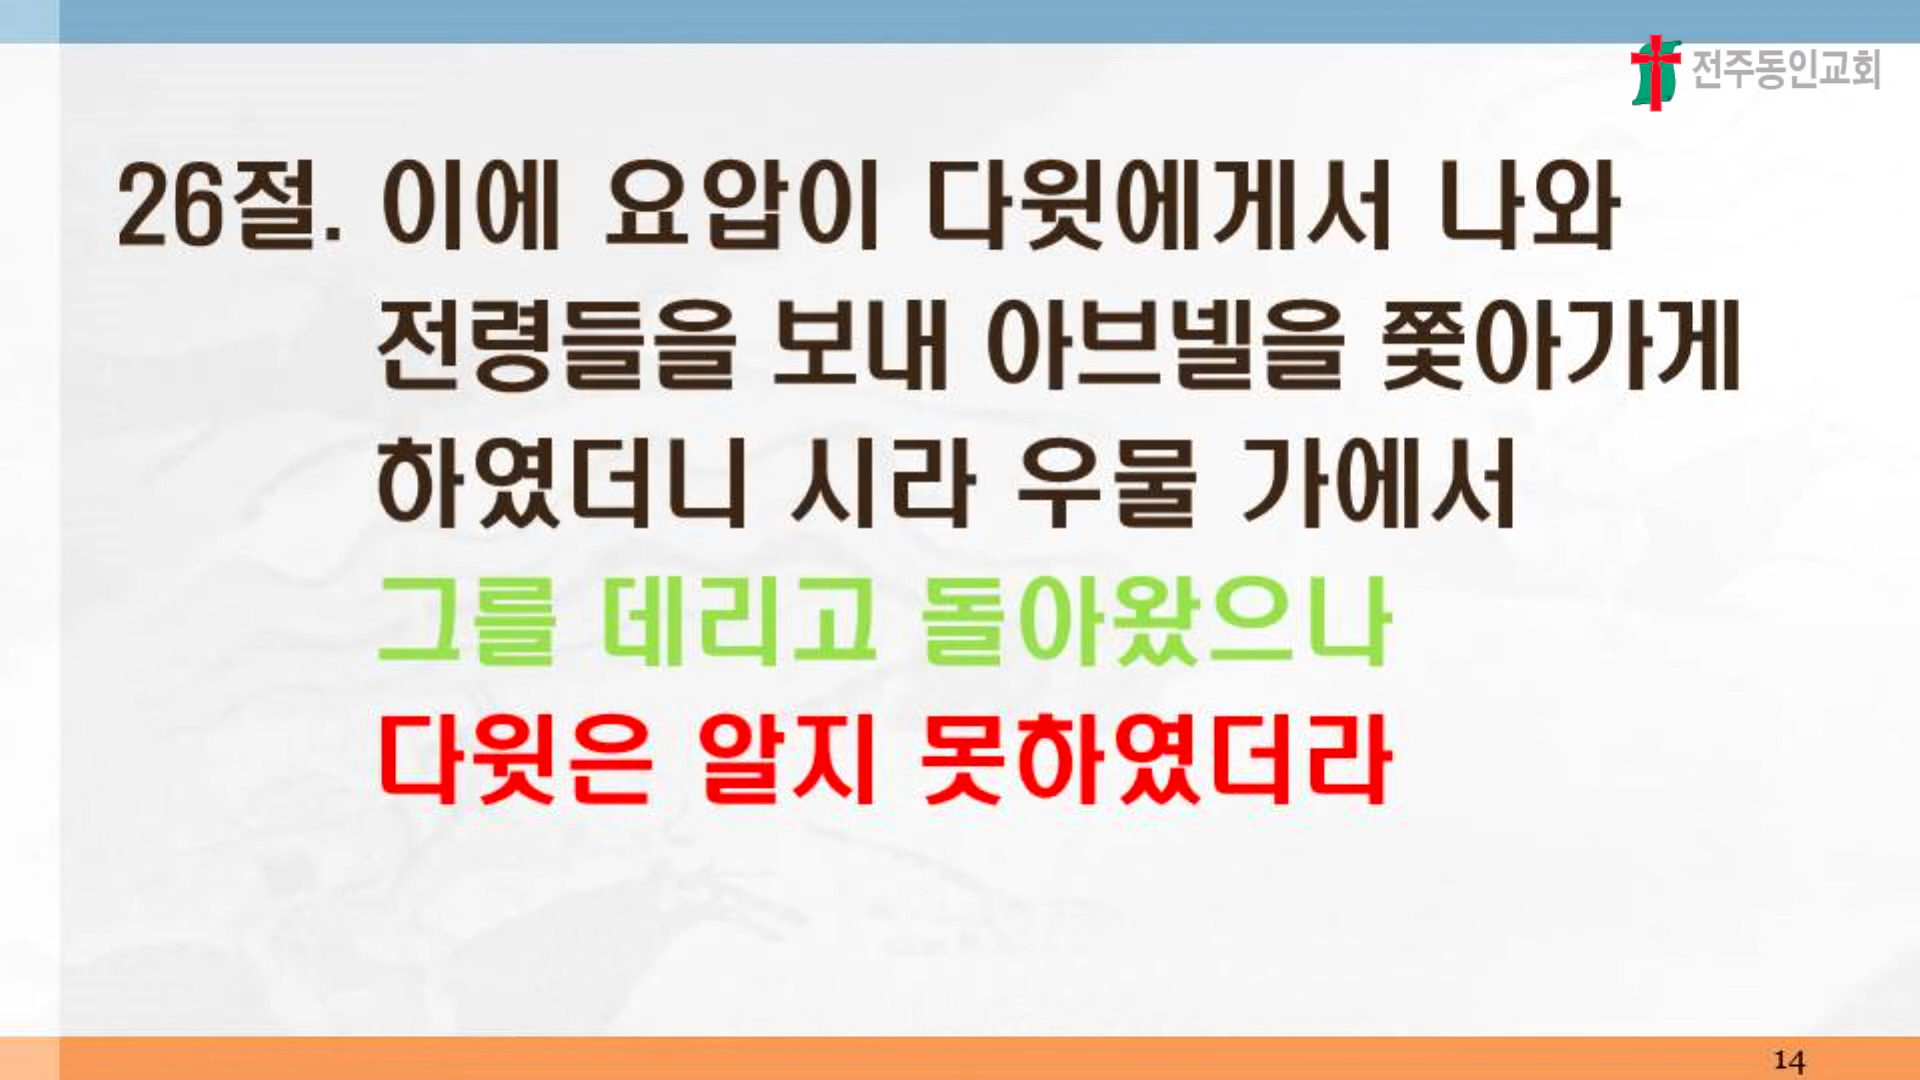 전주동인교회
26절. 이에 요압이 다윗에게서 나와
전령들을 보내 아브넬을 쫓아가게
하였더니 시라 우물 가에서
그를 데리고 돌아왔으나
다윗은 알지 못하였더라
14